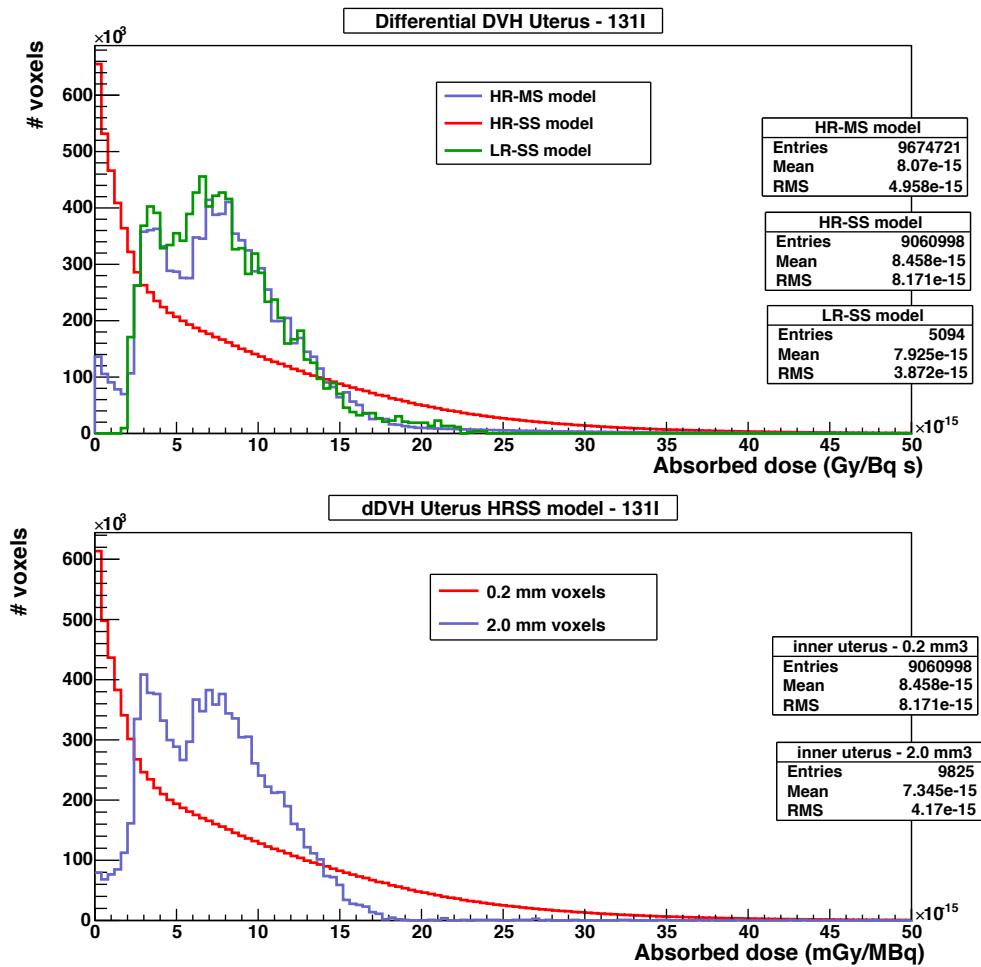 Differential DVH Uterus - 131I
×10³
# voxels
600
500
400
300
200
100
0
HR-MS model
HR-SS model
LR-SS model
HR-MS model
Entries 9674721
Mean 8.07e-15
RMS 4.958e-15
HR-SS model
Entries 9060998
Mean 8.458e-15
RMS 8.171e-15
LR-SS model
Entries 5094
Mean 7.925e-15
RMS 3.872e-15
0 5 10 15 20 25 30 35 40 45 50
×10⁻¹⁵
Absorbed dose (Gy/Bq s)
dDVH Uterus HRSS model - 131I
×10³
# voxels
600
500
400
300
200
100
0
0.2 mm voxels
2.0 mm voxels
inner uterus - 0.2 mm3
Entries 9060998
Mean 8.458e-15
RMS 8.171e-15
inner uterus - 2.0 mm3
Entries 9825
Mean 7.345e-15
RMS 4.17e-15
0 5 10 15 20 25 30 35 40 45 50
×10⁻¹⁵
Absorbed dose (mGy/MBq)